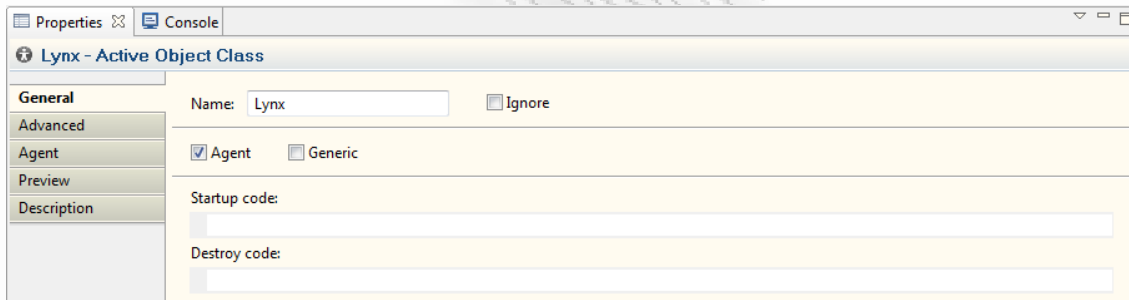 Properties Console
Lynx - Active Object Class
General
Name: Lynx Ignore
Advanced
Agent
Agent Generic
Preview
Startup code:
Description
Destroy code: